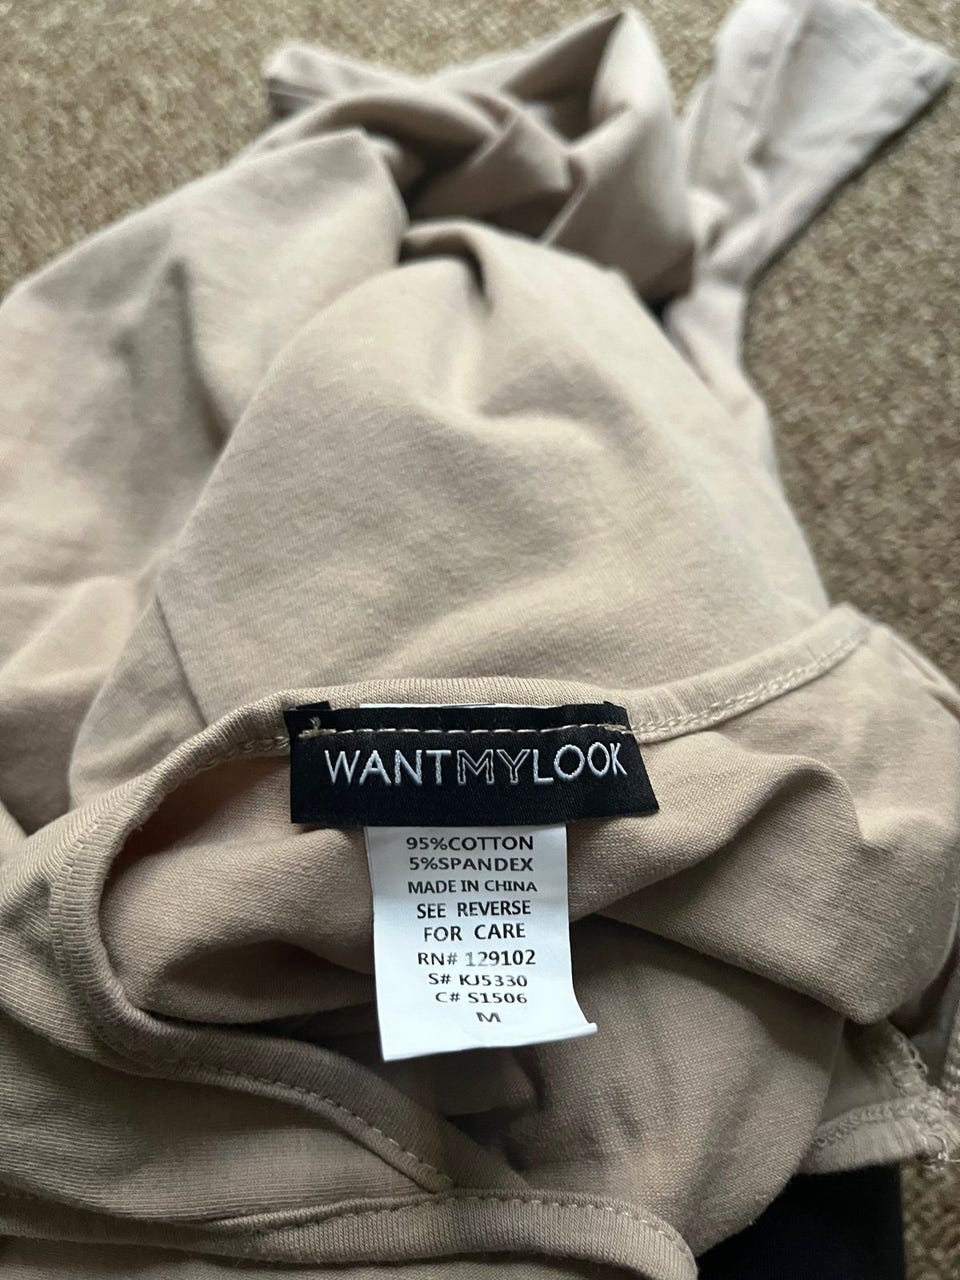 WANTMYLOOK
95%COTTON
5%SPANDEX
MADE IN CHINA
SEE REVERSE
FOR CARE
RN# 129102
S# KJ5330
C# S1506
M